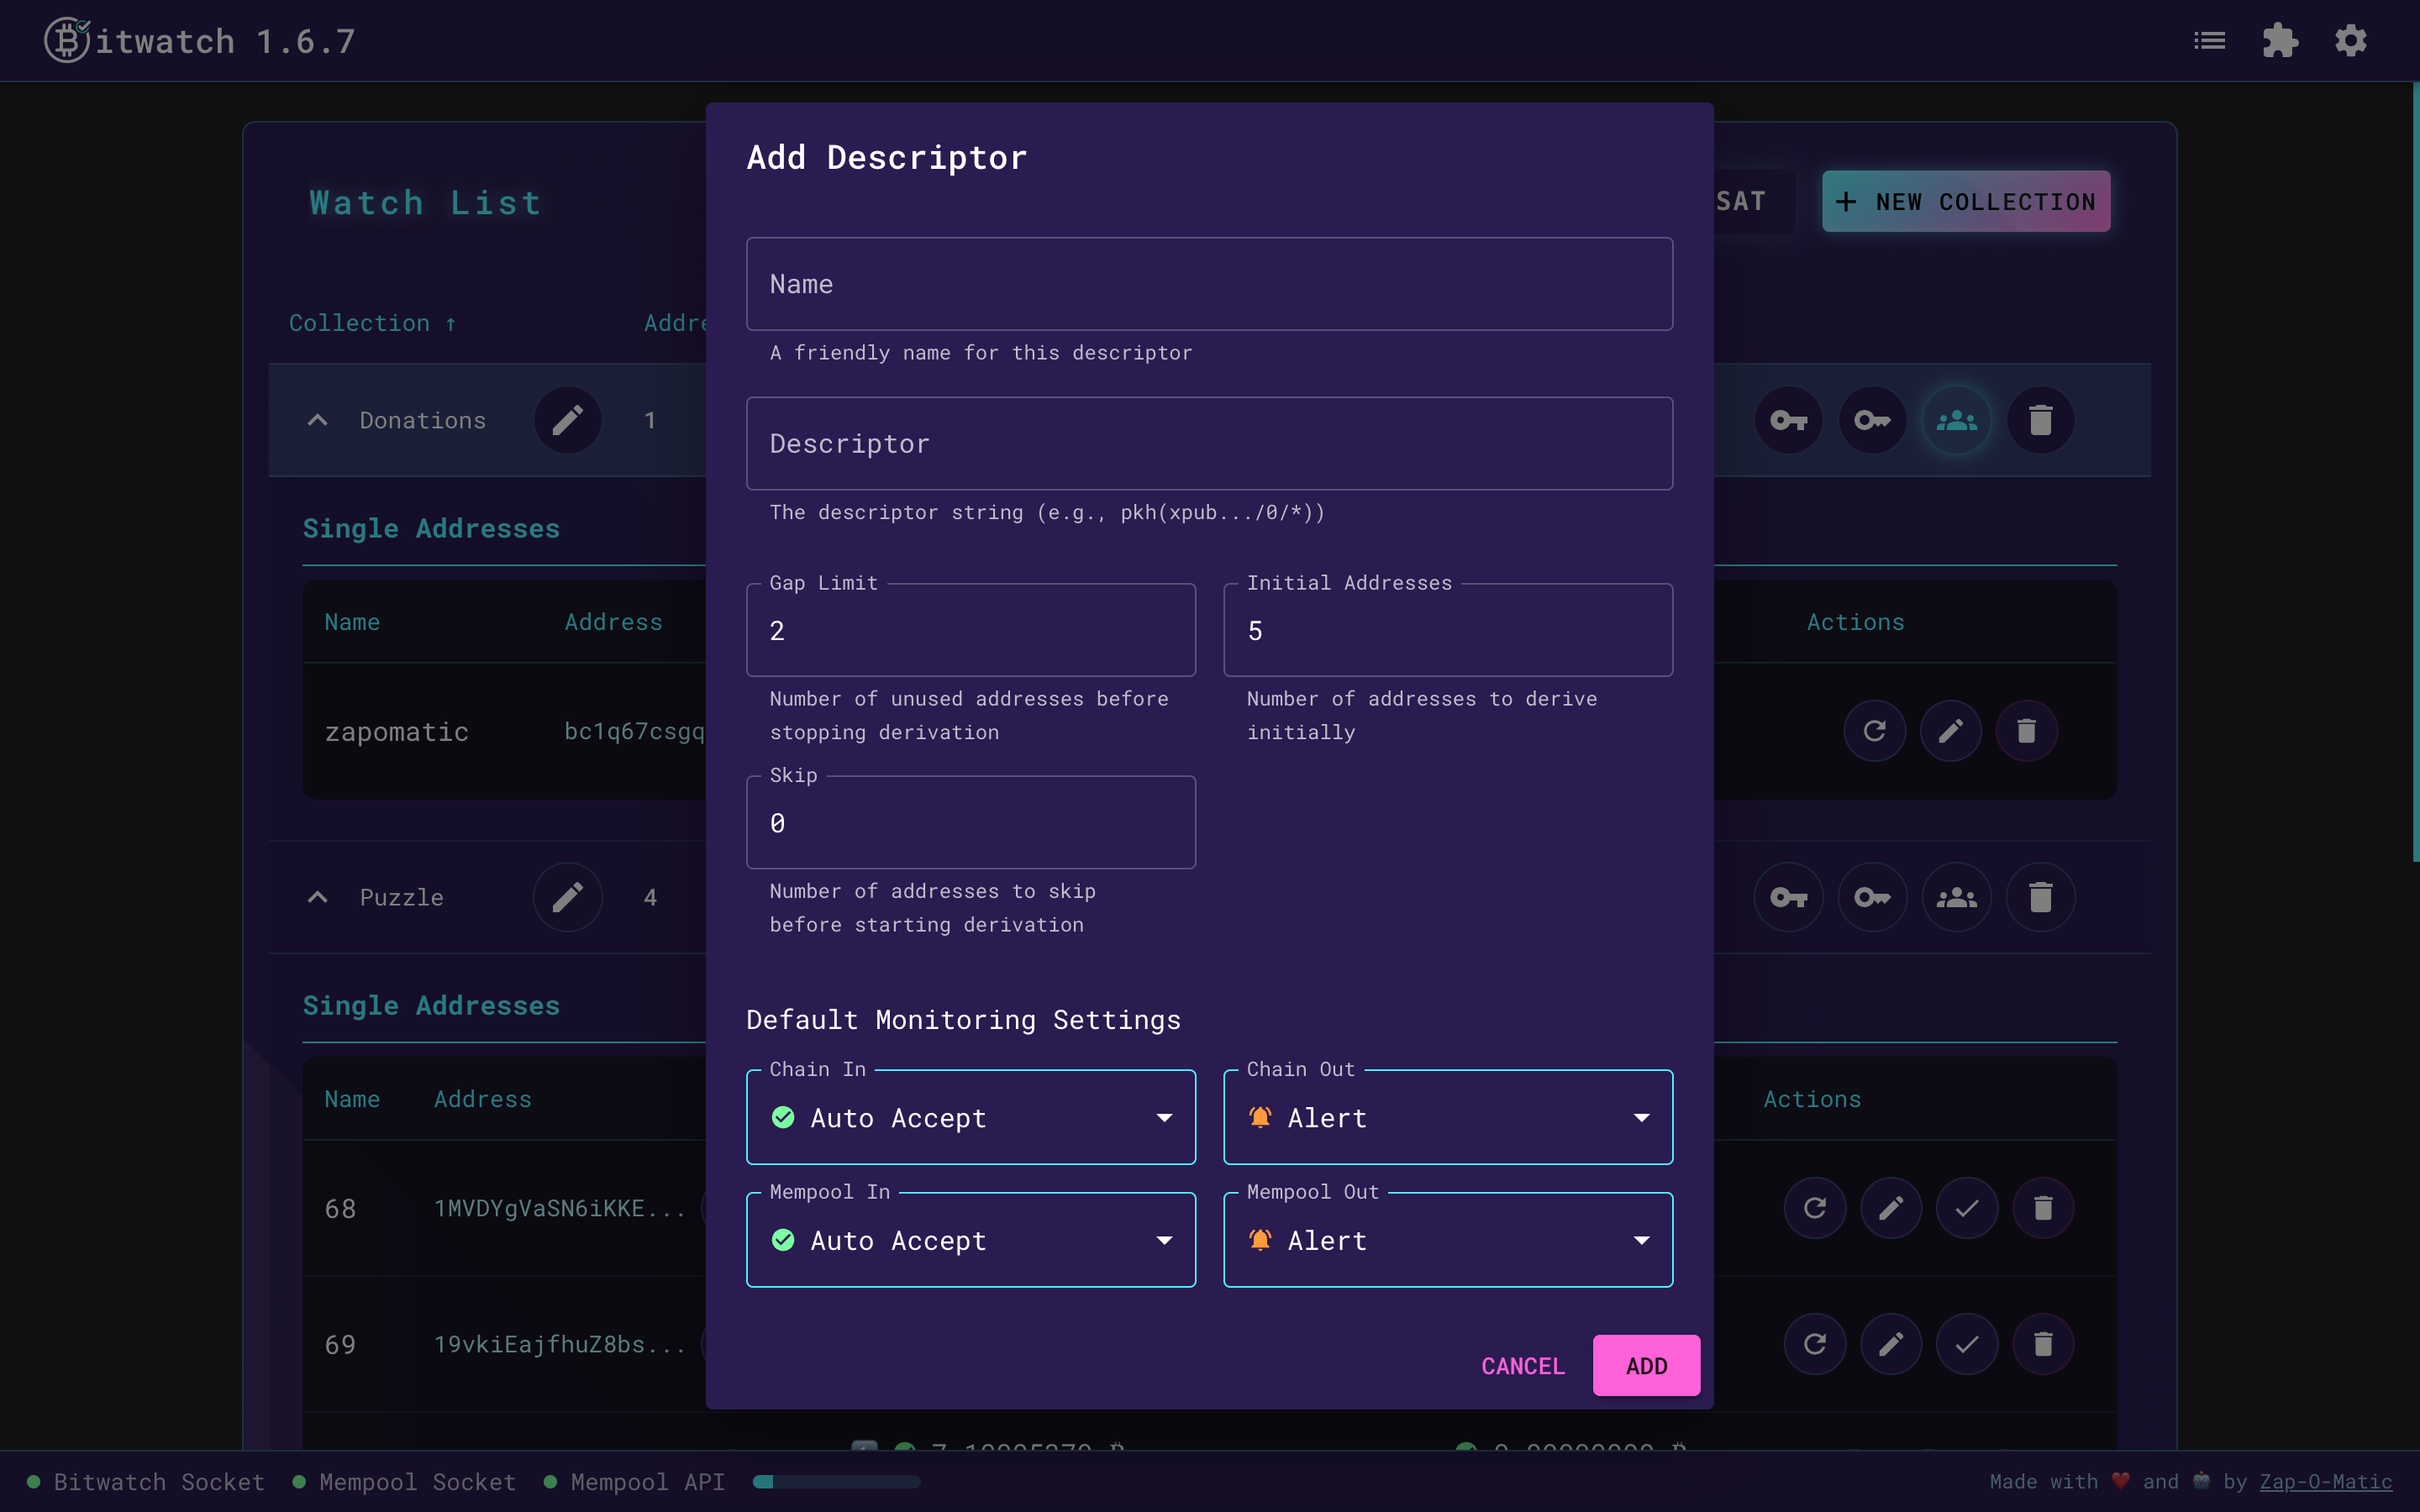 Bitwatch 1.6.7
Add Descriptor
Watch List
SAT
+ NEW COLLECTION
Name
A friendly name for this descriptor
Collection ↑
Addre
Donations
1
Descriptor
The descriptor string (e.g., pkh(xpub.../0/*))
Single Addresses
Gap Limit
2
Number of unused addresses before
stopping derivation
Initial Addresses
5
Number of addresses to derive
initially
Name
Address
Actions
zapomatic
bc1q67csgq
Skip
0
Number of addresses to skip
before starting derivation
Puzzle
4
Single Addresses
Default Monitoring Settings
Chain In
Auto Accept
Chain Out
Alert
Mempool In
Auto Accept
Mempool Out
Alert
Name
Address
Actions
68
1MVDYgVaSN6iKKE...
69
19vkiEajfhuZ8bs...
CANCEL
ADD
Bitwatch Socket
Mempool Socket
Mempool API
Made with ❤️ and 🤖 by Zap-O-Matic